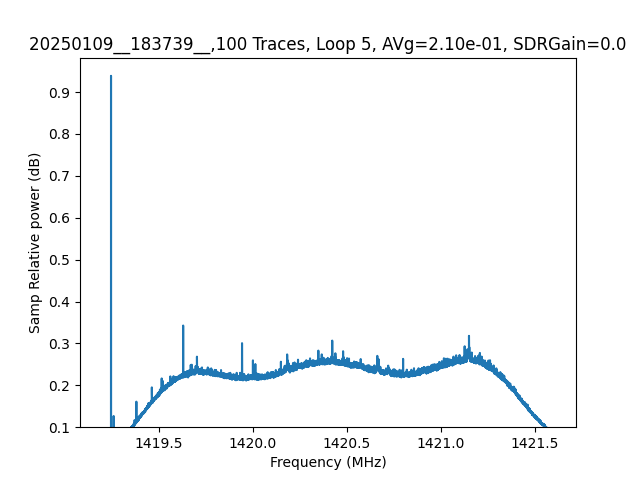 20250109__183739__,100 Traces, Loop 5, AVg=2.10e-01, SDRGain=0.0
Samp Relative power (dB)
0.9
0.8
0.7
0.6
0.5
0.4
0.3
0.2
0.1
1419.5 1420.0 1420.5 1421.0 1421.5
Frequency (MHz)